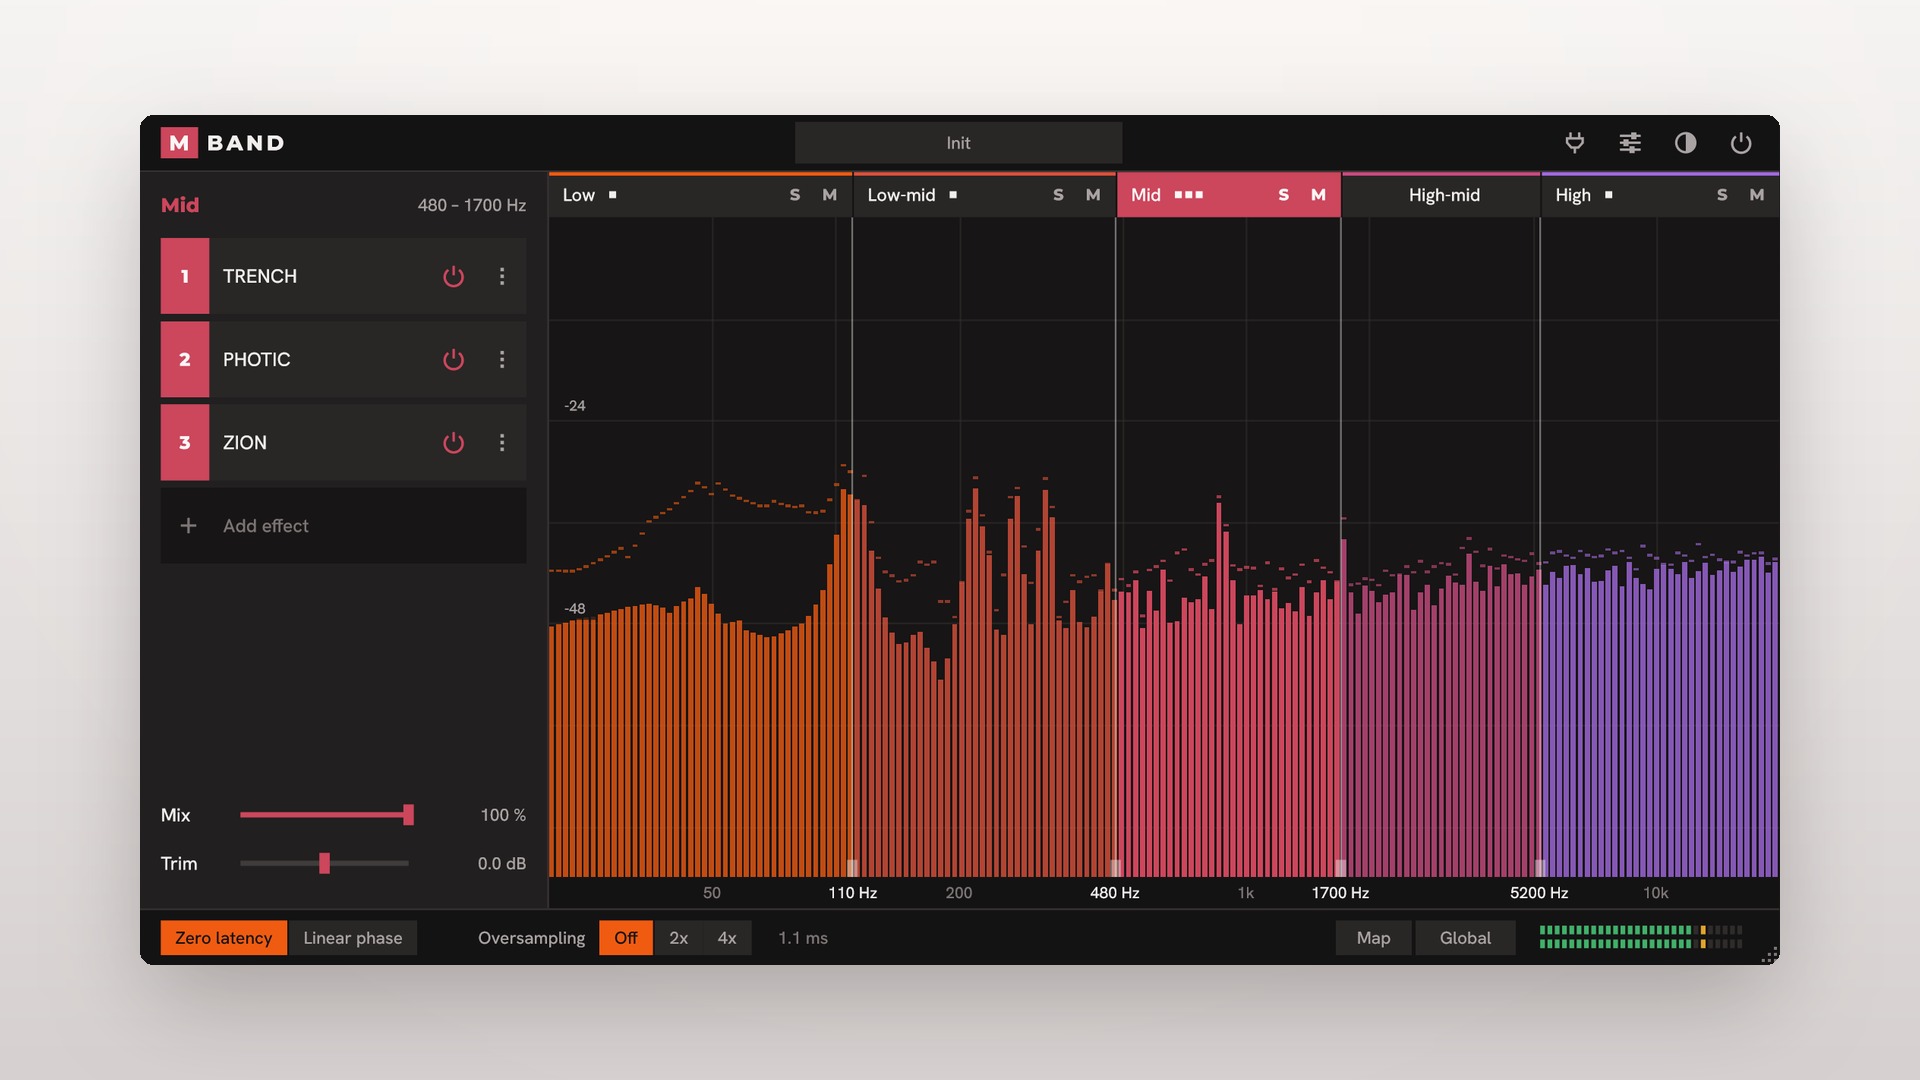 M BAND
Init
Mid
480 – 1700 Hz
Low S M
Low-mid S M
Mid S M
High-mid
High S M
1 TRENCH
2 PHOTIC
3 ZION
+ Add effect
-24
-48
Mix 100 %
Trim 0.0 dB
50 110 Hz 200 480 Hz 1k 1700 Hz 5200 Hz 10k
Zero latency Linear phase Oversampling Off 2x 4x 1.1 ms Map Global